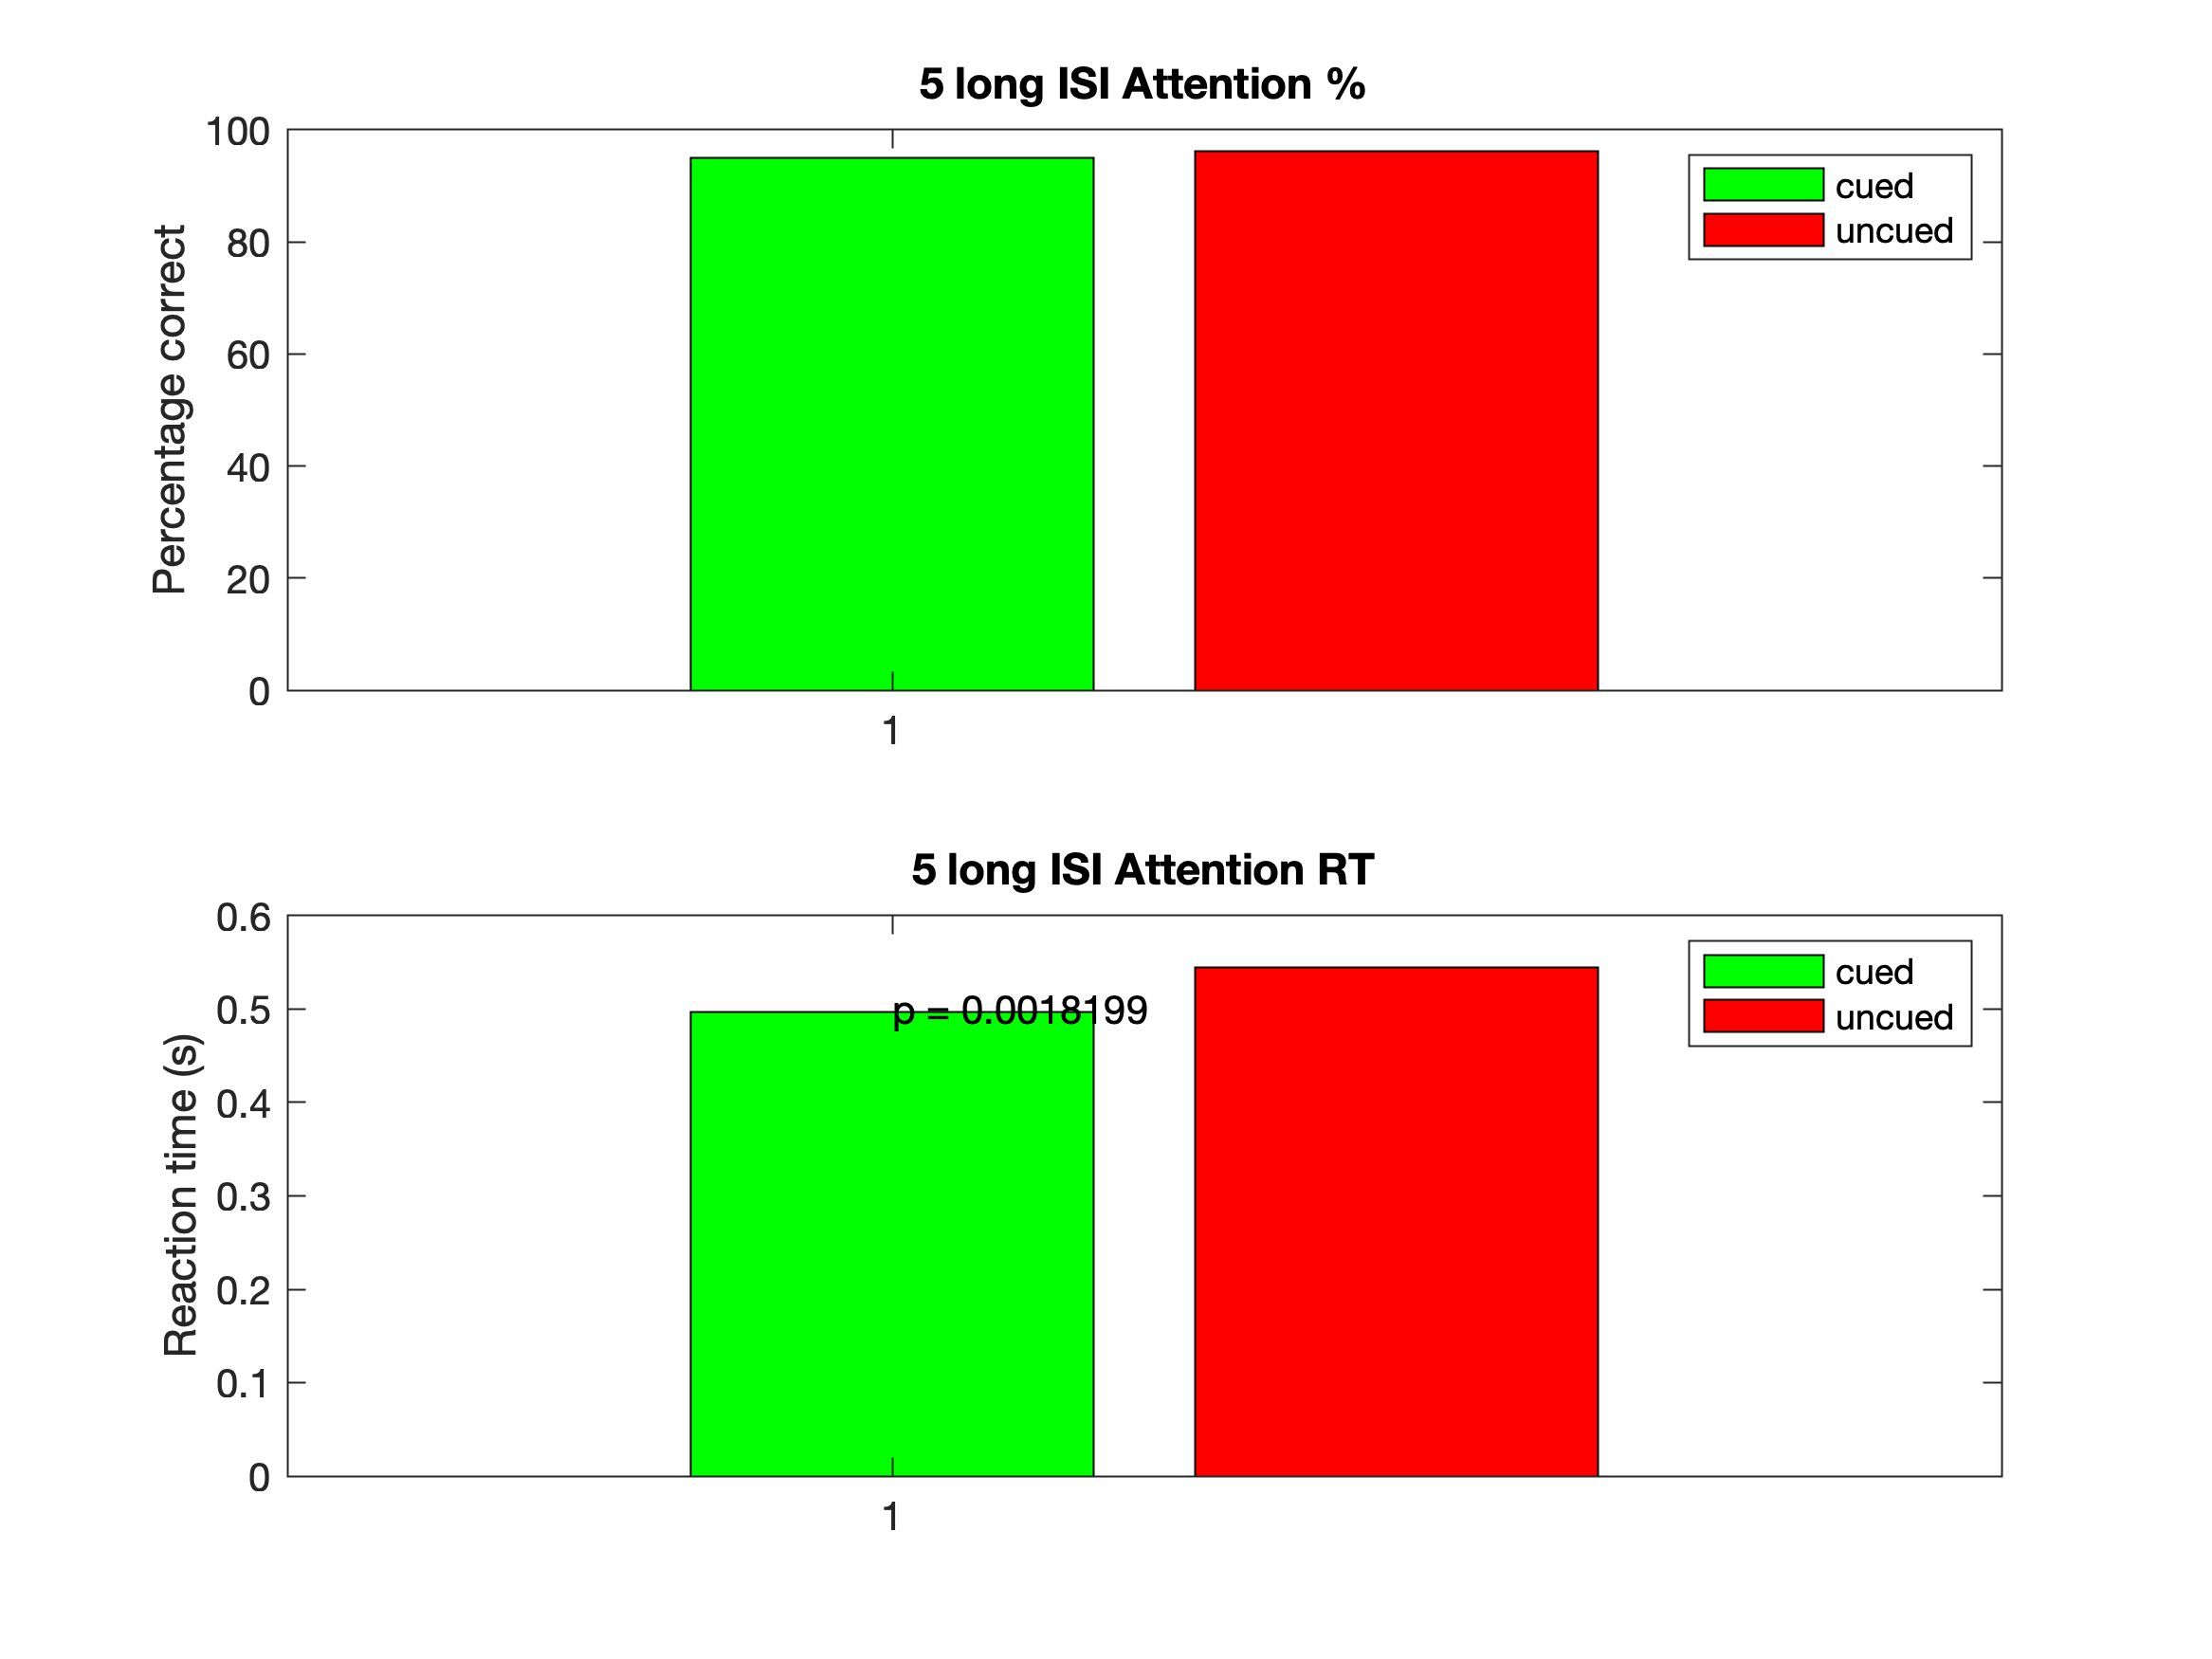 5 long ISI Attention %
Percentage correct
100
80
60
40
20
0
1
cued
uncued
5 long ISI Attention RT
Reaction time (s)
0.6
0.5
0.4
0.3
0.2
0.1
0
1
p = 0.0018199
cued
uncued